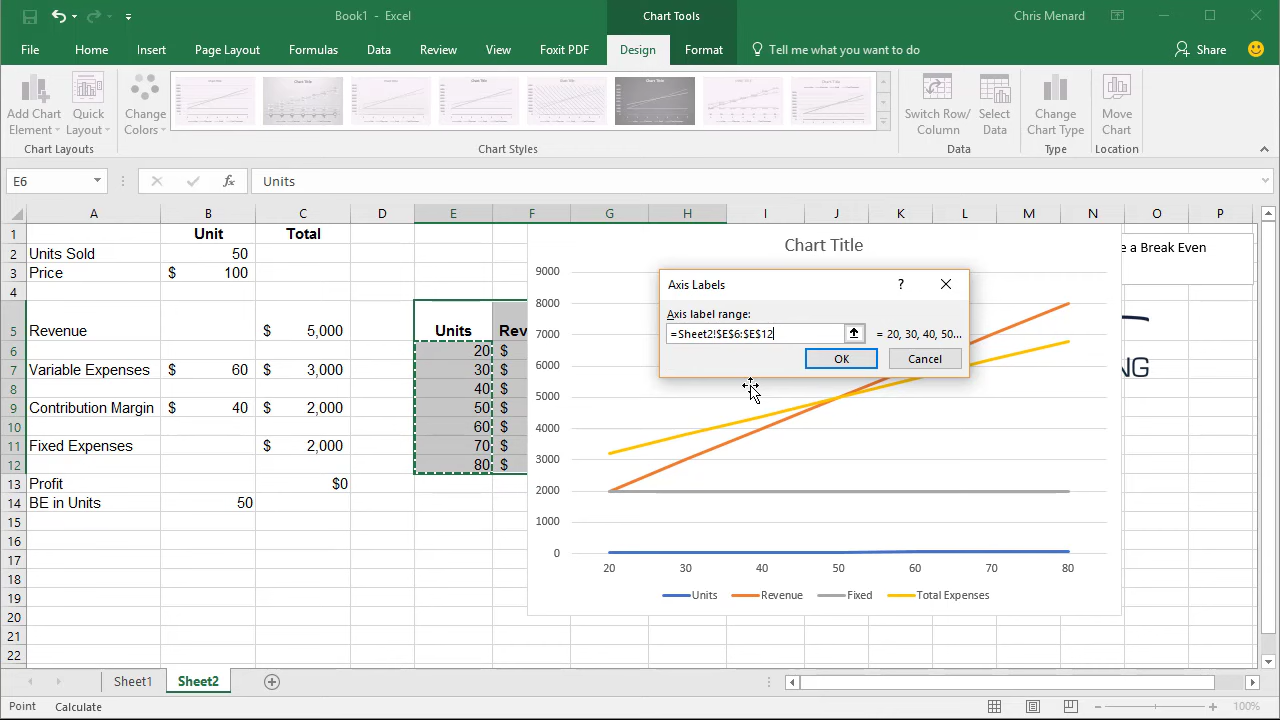 Book1 - Excel
Chart Tools
Chris Menard
File
Home
Insert
Page Layout
Formulas
Data
Review
View
Foxit PDF
Design
Format
Tell me what you want to do
Share
Add Chart
Element
Quick
Layout
Change
Colors
Switch Row/
Column
Select
Data
Change
Chart Type
Move
Chart
Chart Layouts
Chart Styles
Data
Type
Location
E6
fx
Units
A B C D E F G H I J K L M N O P
1 Unit Total
2 Units Sold 50
3 Price $ 100
4
5 Revenue $ 5,000 Units Rev
6 20 $
7 Variable Expenses $ 60 $ 3,000 30 $
8 40 $
9 Contribution Margin $ 40 $ 2,000 50 $
10 60 $
11 Fixed Expenses $ 2,000 70 $
12 80 $
13 Profit $0
14 BE in Units 50
15
16
17
18
19
20
21
22
e a Break Even
NG
Chart Title
9000
8000
7000
6000
5000
4000
3000
2000
1000
0
20 30 40 50 60 70 80
Units Revenue Fixed Total Expenses
Axis Labels
?
Axis label range:
=Sheet2!$E$6:$E$12
= 20, 30, 40, 50...
OK
Cancel
Sheet1
Sheet2
Point
Calculate
100%